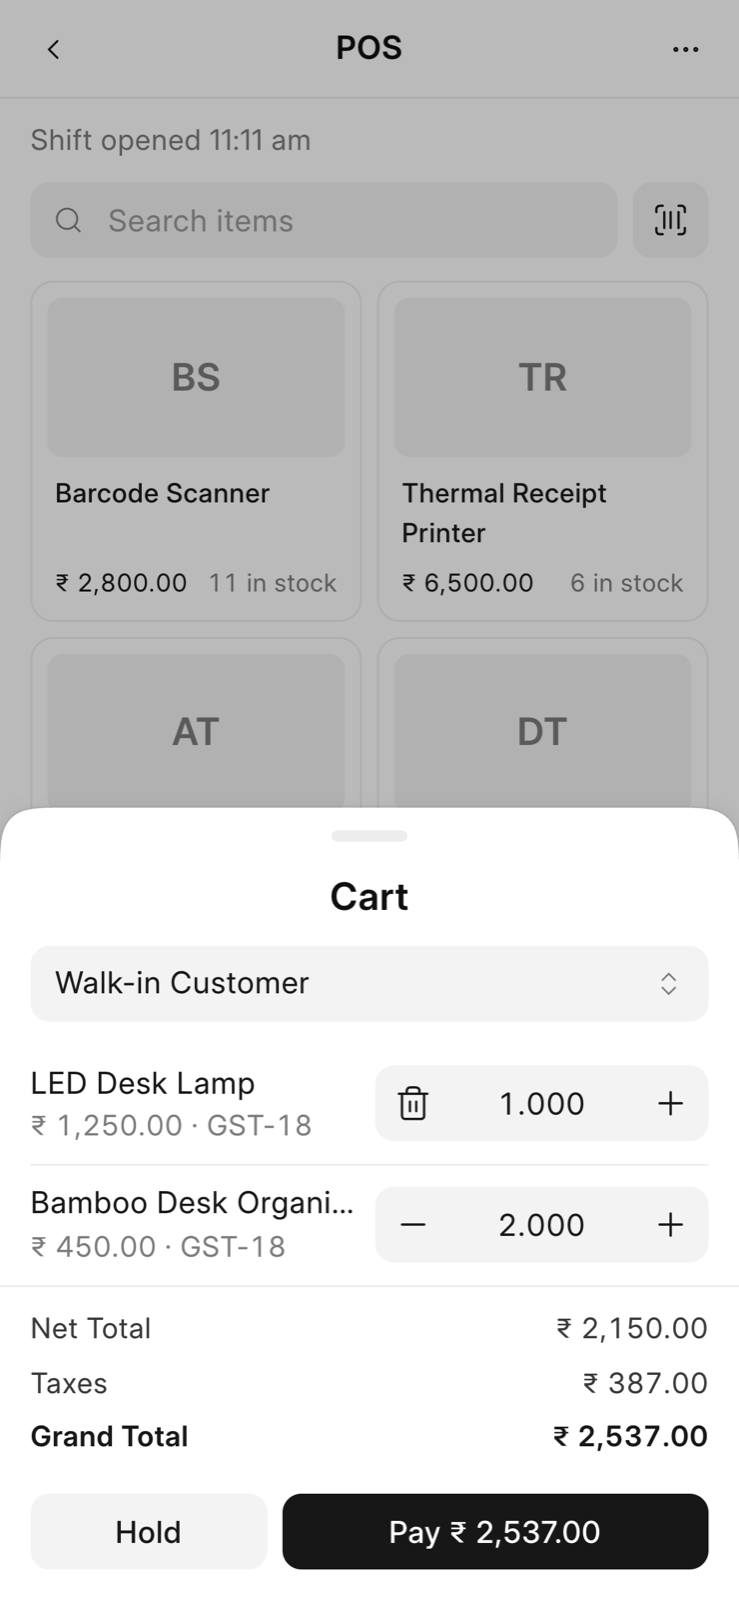 POS
Shift opened 11:11 am
Search items
BS
TR
Barcode Scanner
Thermal Receipt
Printer
₹ 2,800.00 11 in stock
₹ 6,500.00 6 in stock
AT
DT
Cart
Walk-in Customer
LED Desk Lamp
₹ 1,250.00 · GST-18
1.000
Bamboo Desk Organi...
₹ 450.00 · GST-18
2.000
Net Total ₹ 2,150.00
Taxes ₹ 387.00
Grand Total ₹ 2,537.00
Hold
Pay ₹ 2,537.00